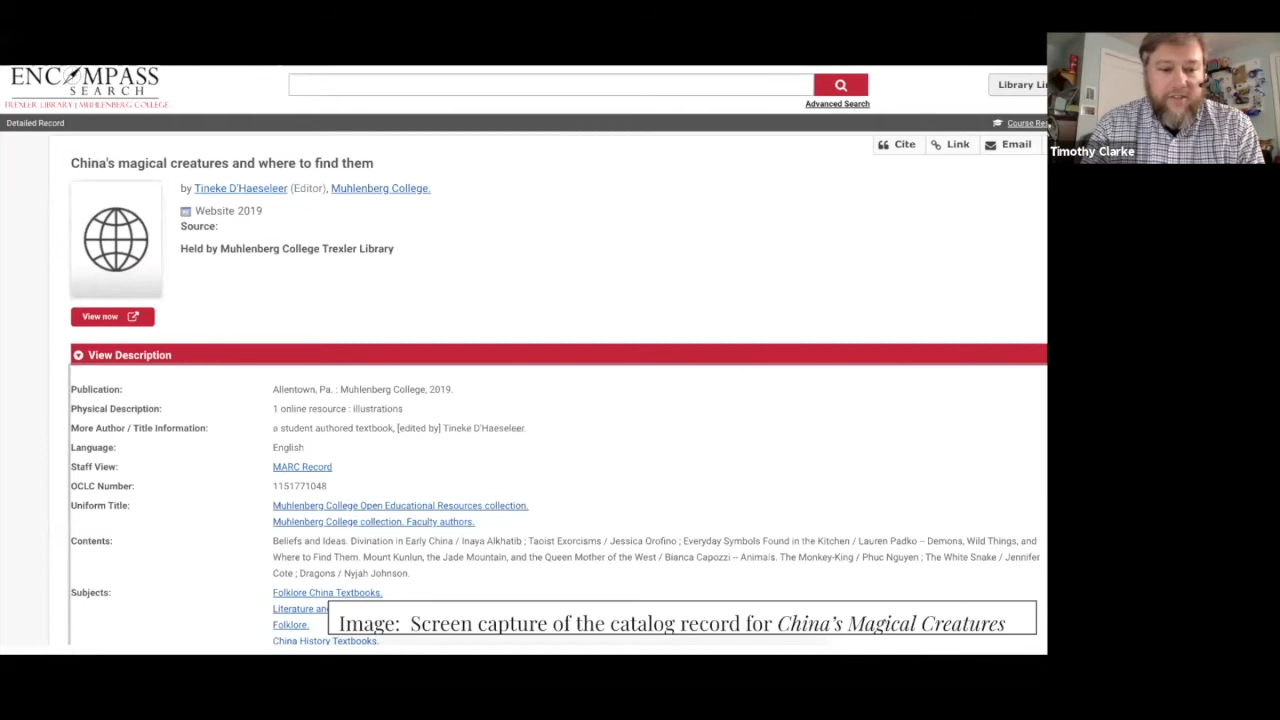 ENCOMPASS
SEARCH
TREXLER LIBRARY | MUHLENBERG COLLEGE
Advanced Search
Library Li
Detailed Record
Course Res
Cite
Link
Email
Timothy Clarke
China's magical creatures and where to find them
by Tineke D'Haeseleer (Editor), Muhlenberg College.
Website 2019
Source:
Held by Muhlenberg College Trexler Library
View now
View Description
Publication: Allentown, Pa. : Muhlenberg College, 2019.
Physical Description: 1 online resource : illustrations
More Author / Title Information: a student authored textbook, [edited by] Tineke D'Haeseleer.
Language: English
Staff View: MARC Record
OCLC Number: 1151771048
Uniform Title: Muhlenberg College Open Educational Resources collection.
Muhlenberg College collection. Faculty authors.
Contents: Beliefs and Ideas. Divination in Early China / Inaya Alkhatib ; Taoist Exorcisms / Jessica Orofino ; Everyday Symbols Found in the Kitchen / Lauren Padko -- Demons, Wild Things, and
Where to Find Them. Mount Kunlun, the Jade Mountain, and the Queen Mother of the West / Bianca Capozzi -- Animals. The Monkey-King / Phuc Nguyen ; The White Snake / Jennifer
Cote ; Dragons / Nyjah Johnson.
Subjects: Folklore China Textbooks.
Literature an
Folklore.
China History Textbooks.
Image: Screen capture of the catalog record for China's Magical Creatures